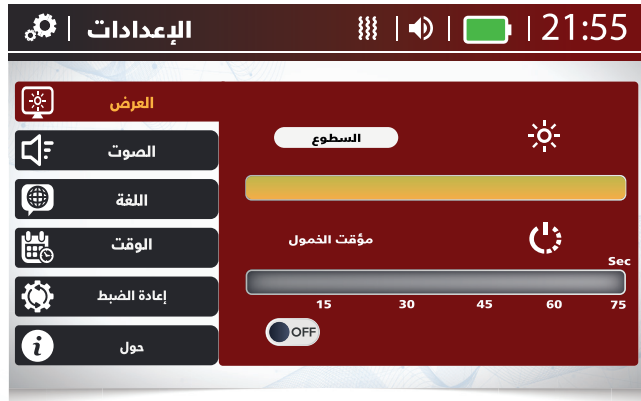 الإعدادات
21:55
العرض
الصوت
اللغة
الوقت
إعادة الضبط
حول
السطوع
مؤقت الخمول
Sec
15 30 45 60 75
OFF